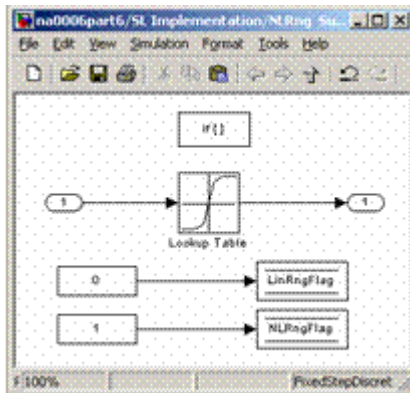 na0006part6/SL Implementation/NLRng_Su...
File Edit View Simulation Format Tools Help
if{ }
1
1
Lookup Table
0
LinRngFlag
1
NLRngFlag
100%
FixedStepDiscret